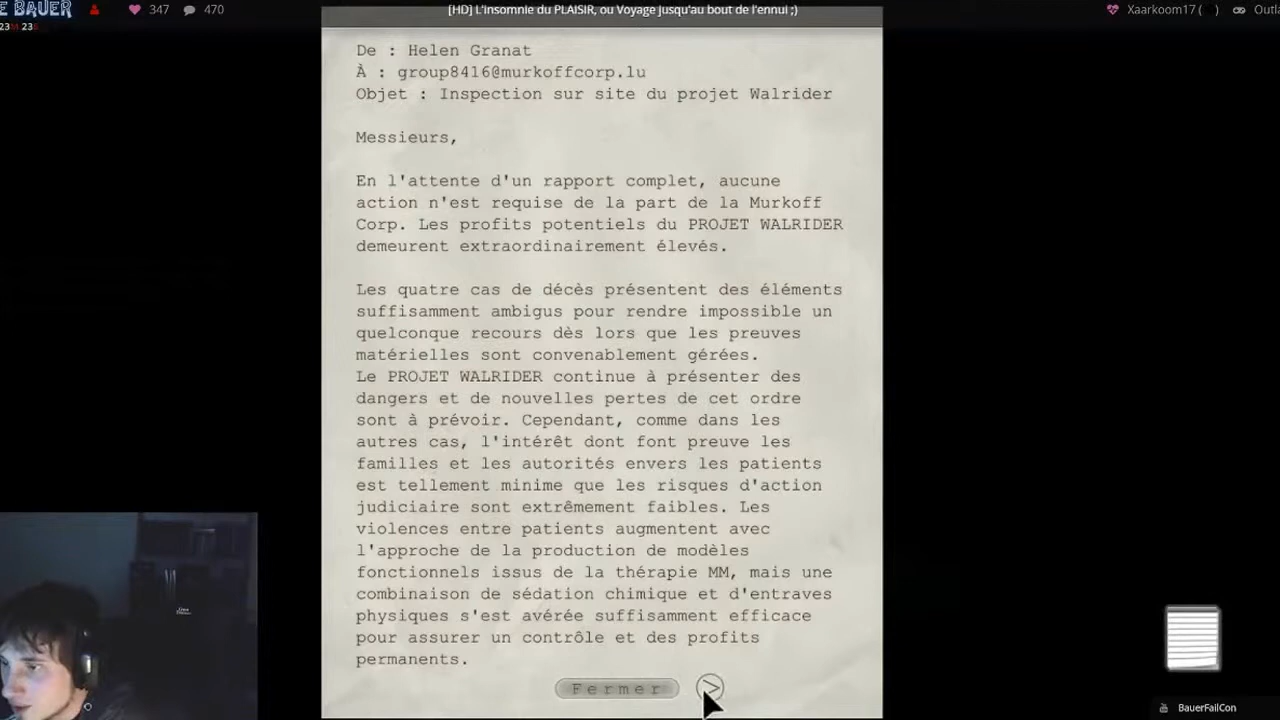 E BAUER
347
470
[HD] L'insomnie du PLAISIR, ou Voyage jusqu'au bout de l'ennui ;)
Xaarkoom17 (
Outla
23M 23S
De : Helen Granat
À : group8416@murkoffcorp.lu
Objet : Inspection sur site du projet Walrider
Messieurs,
En l'attente d'un rapport complet, aucune
action n'est requise de la part de la Murkoff
Corp. Les profits potentiels du PROJET WALRIDER
demeurent extraordinairement élevés.
Les quatre cas de décès présentent des éléments
suffisamment ambigus pour rendre impossible un
quelconque recours dès lors que les preuves
matérielles sont convenablement gérées.
Le PROJET WALRIDER continue à présenter des
dangers et de nouvelles pertes de cet ordre
sont à prévoir. Cependant, comme dans les
autres cas, l'intérêt dont font preuve les
familles et les autorités envers les patients
est tellement minime que les risques d'action
judiciaire sont extrêmement faibles. Les
violences entre patients augmentent avec
l'approche de la production de modèles
fonctionnels issus de la thérapie MM, mais une
combinaison de sédation chimique et d'entraves
physiques s'est avérée suffisamment efficace
pour assurer un contrôle et des profits
permanents.
Fermer >
BauerFailCon